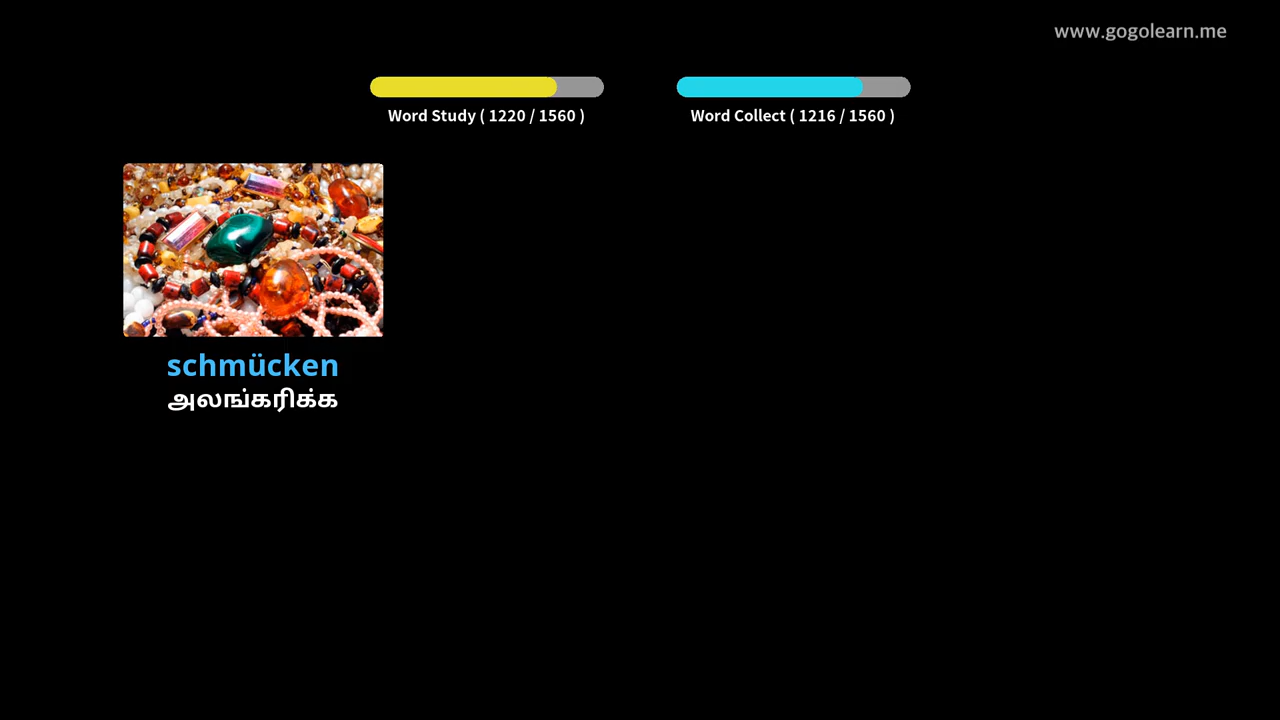 www.gogolearn.me
Word Study ( 1220 / 1560 )
Word Collect ( 1216 / 1560 )
schmücken
அலங்கரிக்க